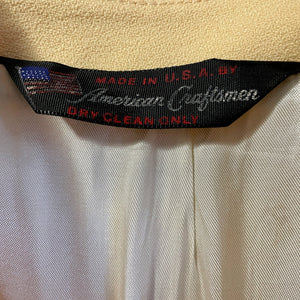 MADE IN U.S.A. BY
American Craftsmen
DRY CLEAN ONLY